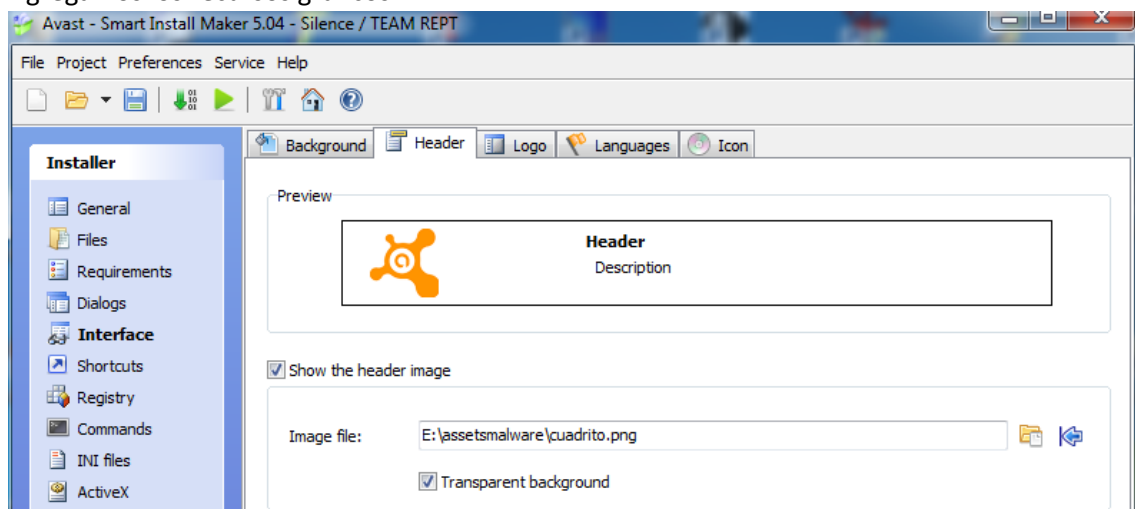 Avast - Smart Install Maker 5.04 - Silence / TEAM REPT
File Project Preferences Service Help
Background Header Logo Languages Icon
Installer
General
Files
Requirements
Dialogs
Interface
Shortcuts
Registry
Commands
INI files
ActiveX
Preview
Header
Description
Show the header image
Image file: E:\assetsmalware\cuadrito.png
Transparent background